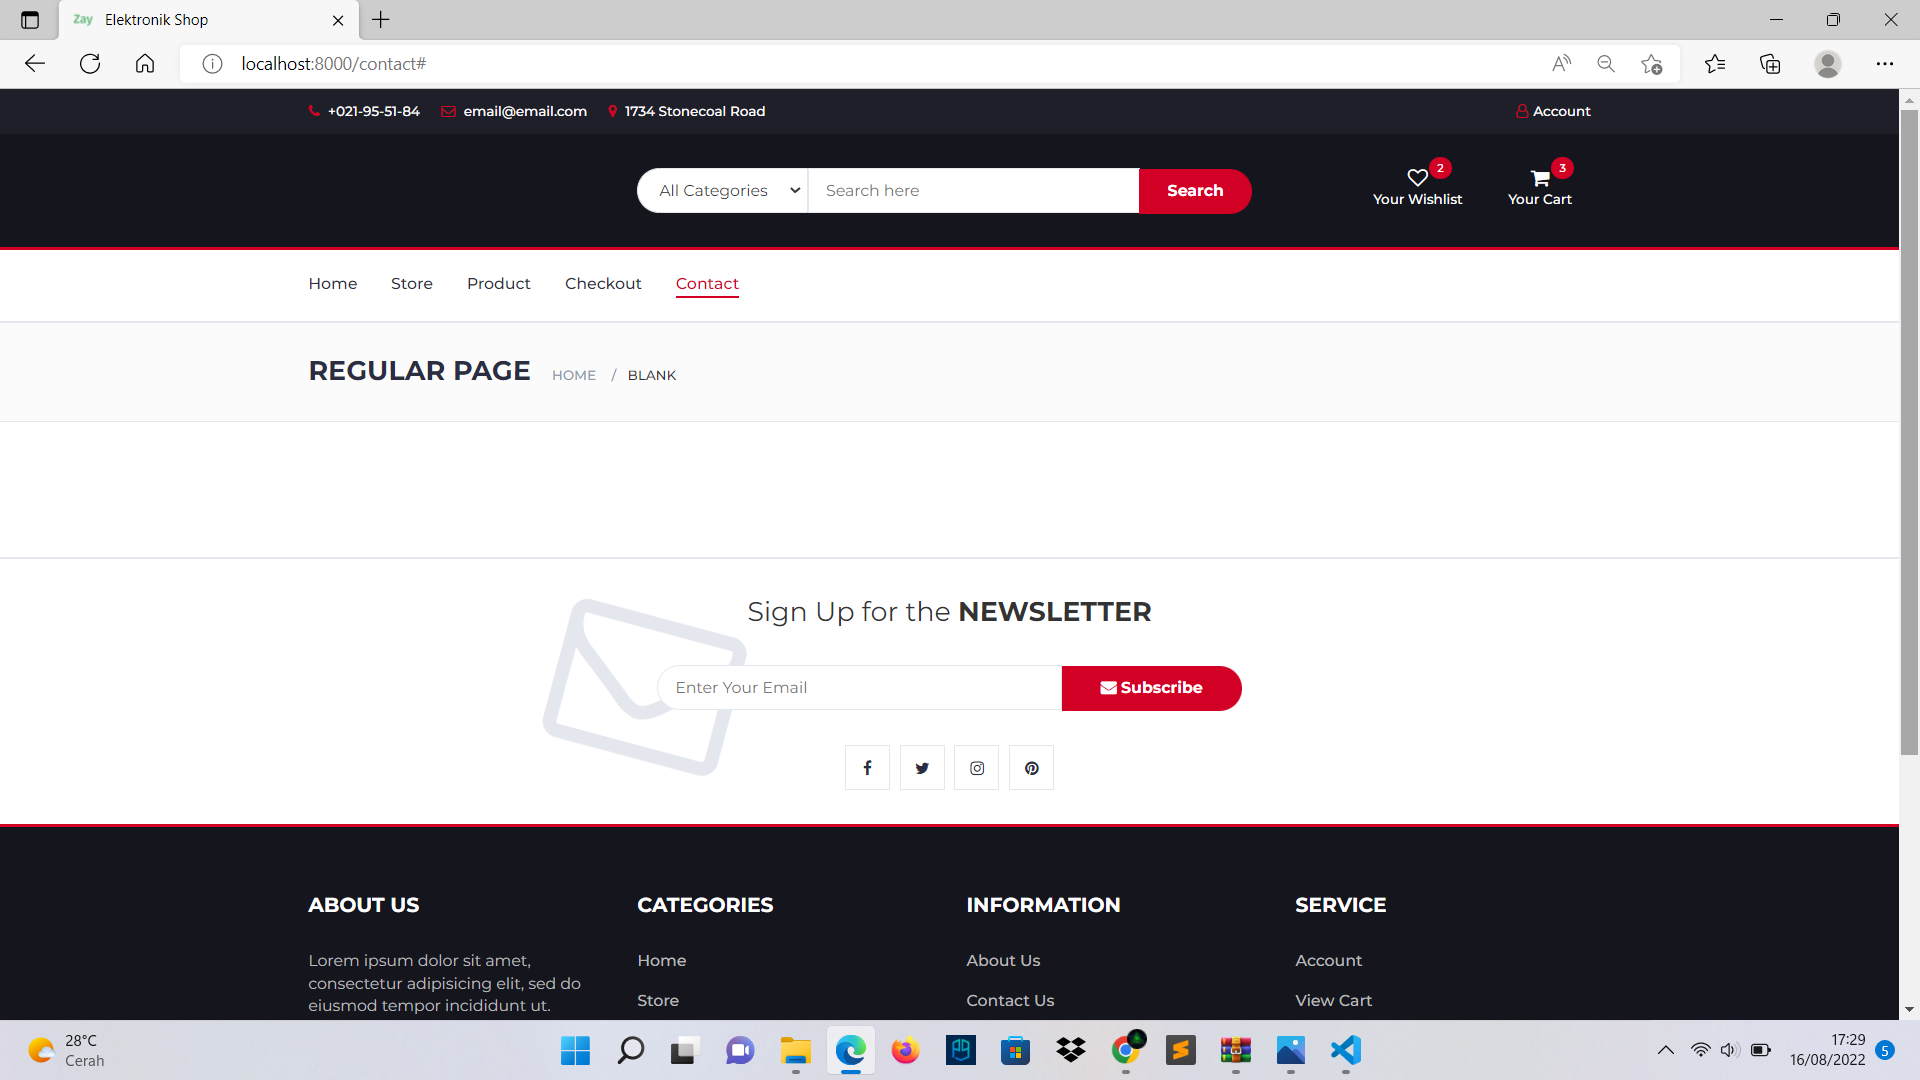 Zay Elektronik Shop
localhost:8000/contact#
+021-95-51-84 email@email.com 1734 Stonecoal Road Account
All Categories Search here Search
2 3
Your Wishlist Your Cart
Home Store Product Checkout Contact
REGULAR PAGE HOME / BLANK
Sign Up for the NEWSLETTER
Enter Your Email Subscribe
ABOUT US CATEGORIES INFORMATION SERVICE
Lorem ipsum dolor sit amet, Home About Us Account
consectetur adipisicing elit, sed do
eiusmod tempor incididunt ut. Store Contact Us View Cart
28°C 17:29
Cerah 16/08/2022 5